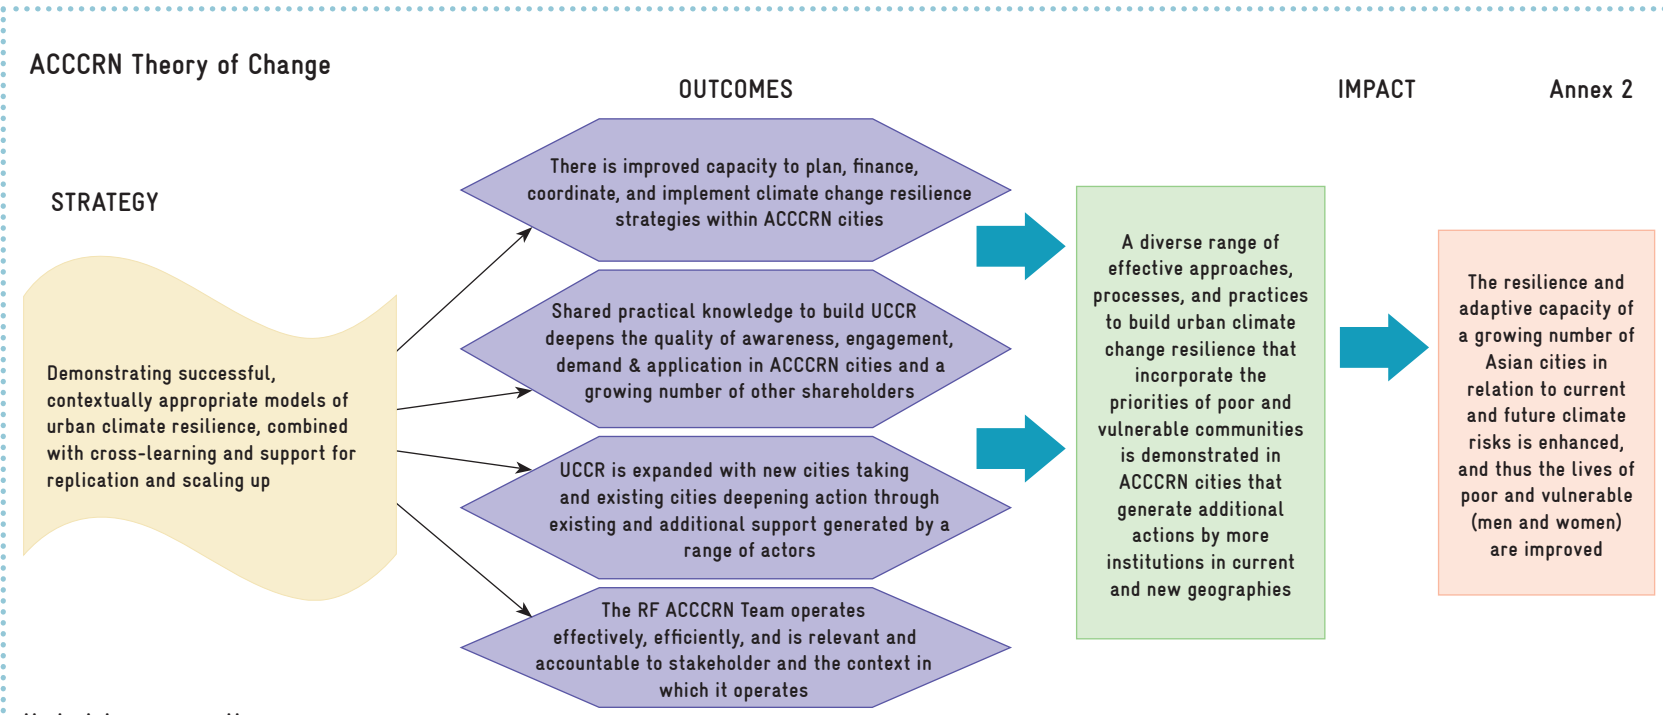 ACCCRN Theory of Change
OUTCOMES
IMPACT
Annex 2
STRATEGY
Demonstrating successful,
contextually appropriate models of
urban climate resilience, combined
with cross-learning and support for
replication and scaling up
There is improved capacity to plan, finance,
coordinate, and implement climate change resilience
strategies within ACCCRN cities
Shared practical knowledge to build UCCR
deepens the quality of awareness, engagement,
demand & application in ACCCRN cities and a
growing number of other shareholders
UCCR is expanded with new cities taking
and existing cities deepening action through
existing and additional support generated by a
range of actors
The RF ACCCRN Team operates
effectively, efficiently, and is relevant and
accountable to stakeholder and the context in
which it operates
A diverse range of
effective approaches,
processes, and practices
to build urban climate
change resilience that
incorporate the
priorities of poor and
vulnerable communities
is demonstrated in
ACCCRN cities that
generate additional
actions by more
institutions in current
and new geographies
The resilience and
adaptive capacity of
a growing number of
Asian cities in
relation to current
and future climate
risks is enhanced,
and thus the lives of
poor and vulnerable
(men and women)
are improved